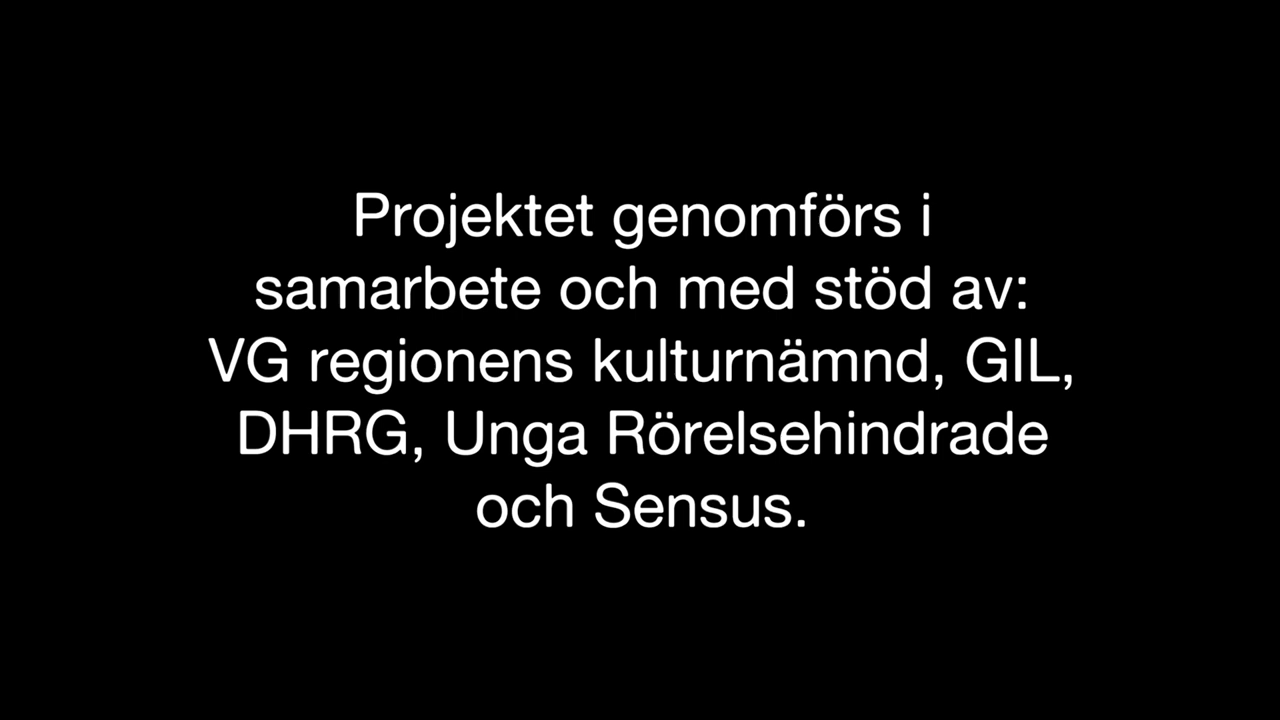 Projektet genomförs i
samarbete och med stöd av:
VG regionens kulturnämnd, GIL,
DHRG, Unga Rörelsehindrade
och Sensus.